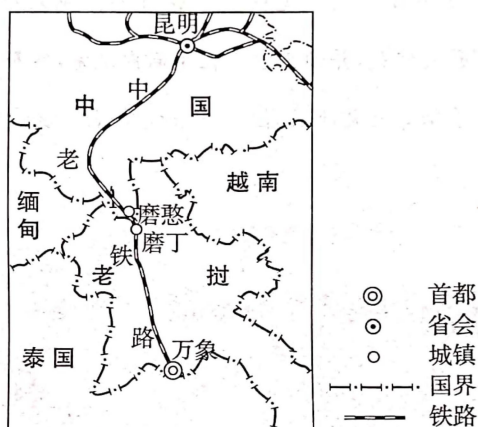 昆明
中
中
国
老
越南
缅
甸
磨憨
磨丁
铁
老
挝
路
万象
泰国
首都
省会
城镇
国界
铁路